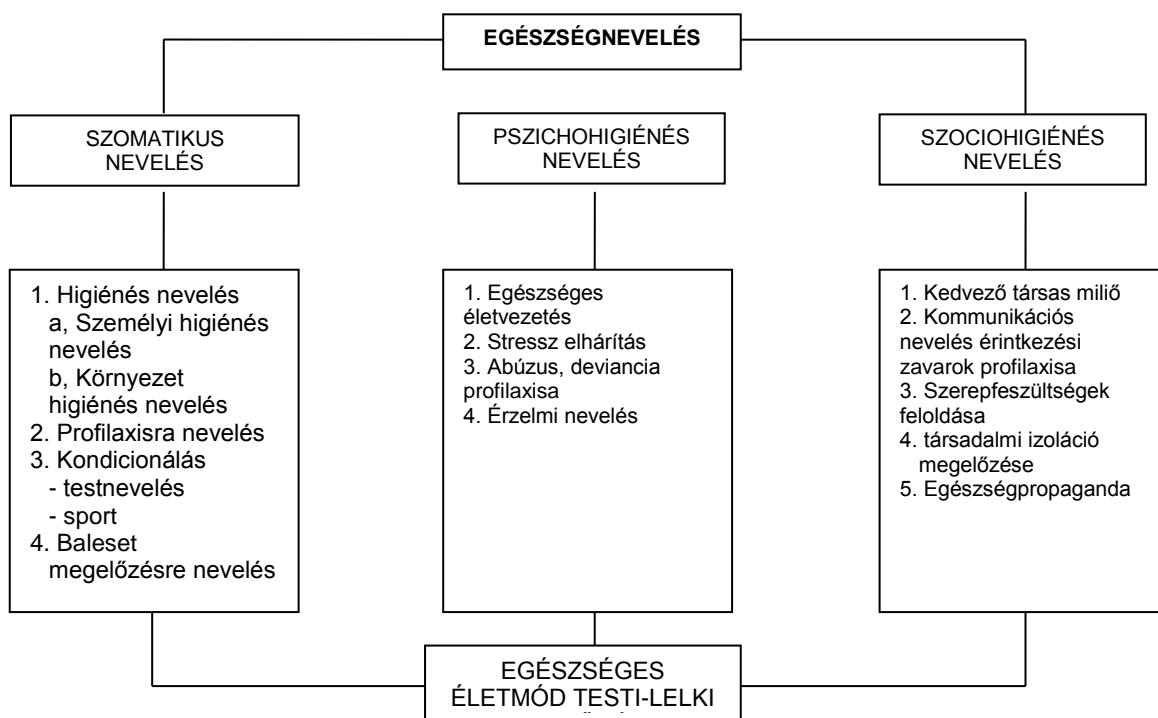 EGÉSZSÉGNEVELÉS
SZOMATIKUS
NEVELÉS
PSZICHOHIGIÉNÉS
NEVELÉS
SZOCIOHIGIÉNÉS
NEVELÉS
1. Higiénés nevelés
a, Személyi higiénés
nevelés
b, Környezet
higiénés nevelés
2. Profilaxisra nevelés
3. Kondicionálás
- testnevelés
- sport
4. Baleset
megelőzésre nevelés
1. Egészséges
életvezetés
2. Stressz elhárítás
3. Abúzus, deviancia
profilaxisa
4. Érzelmi nevelés
1. Kedvező társas milió
2. Kommunikációs
nevelés érintkezési
zavarok profilaxisa
3. Szerepfeszültségek
feloldása
4. társadalmi izoláció
megelőzése
5. Egészségpropaganda
EGÉSZSÉGES
ÉLETMÓD TESTI-LELKI